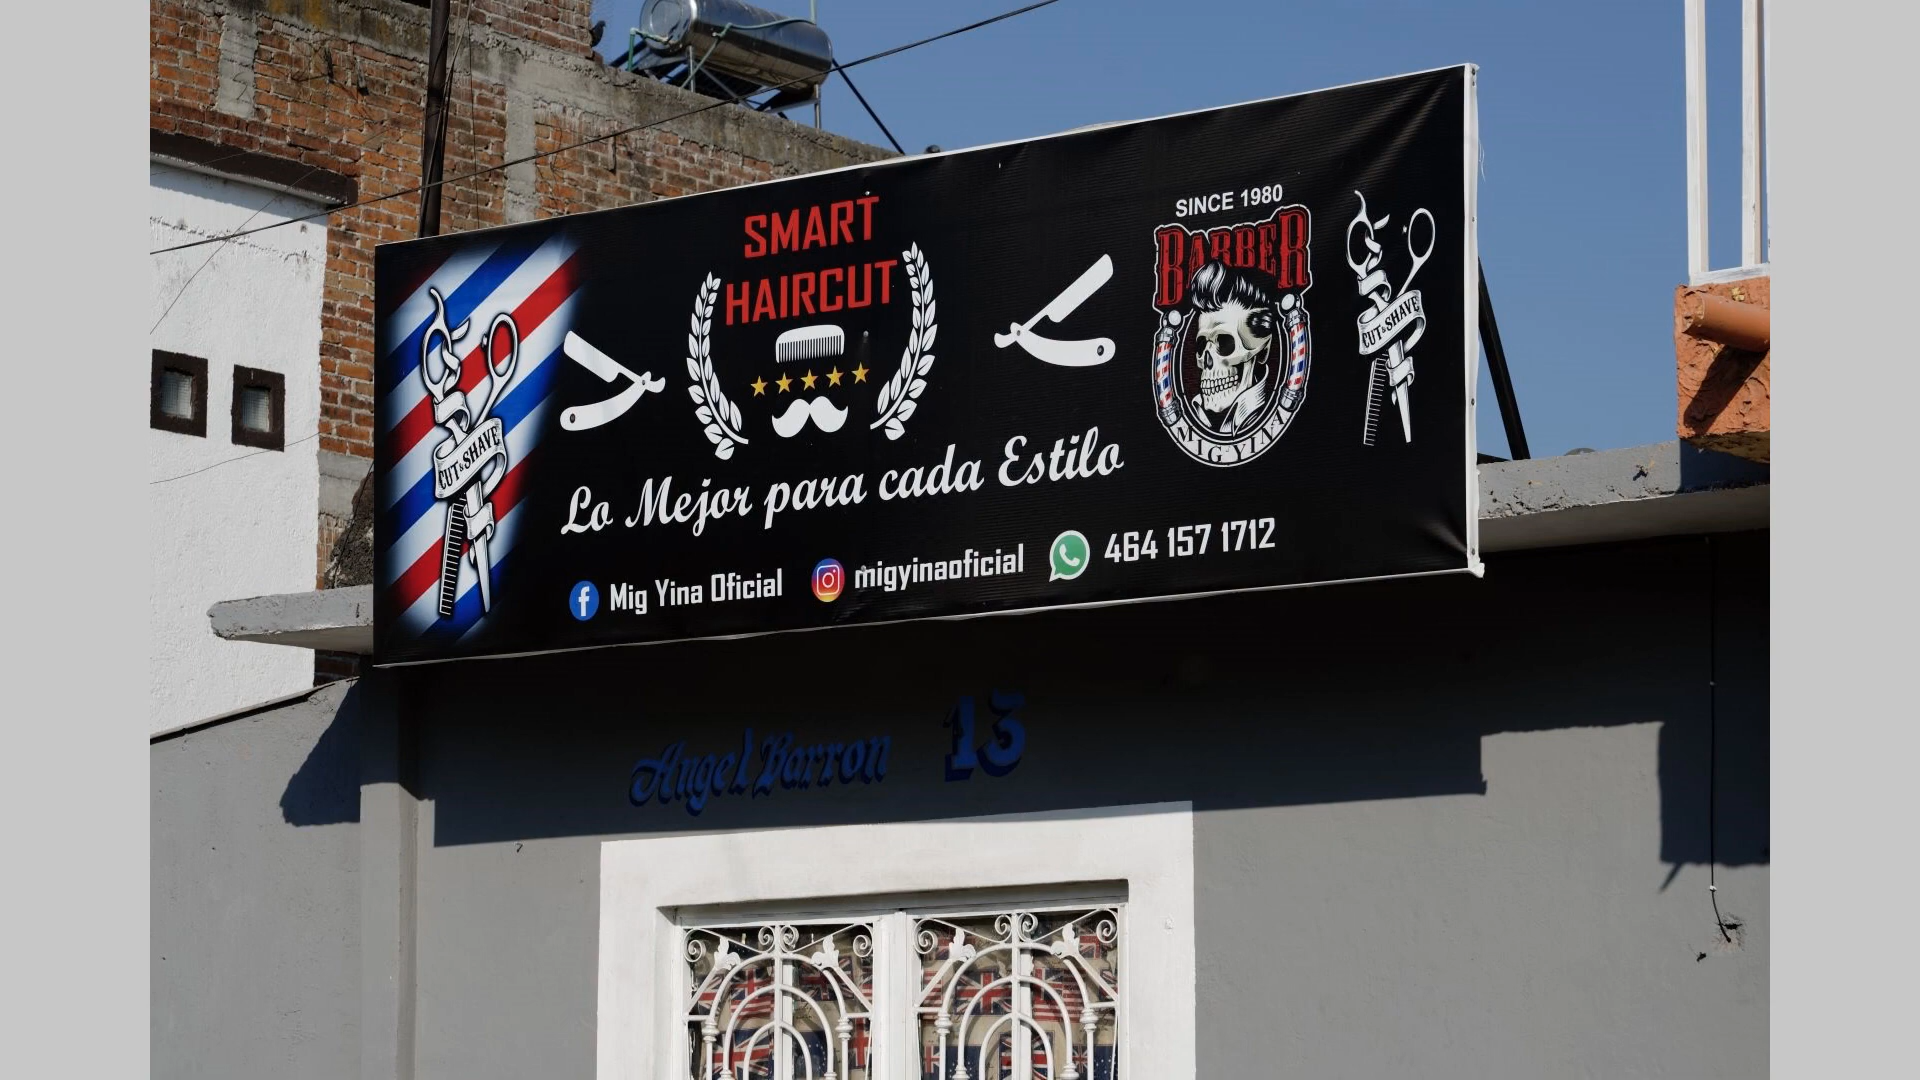 SMART
HAIRCUT
SINCE 1980
BARBER
MIG YINA
CUT & SHAVE
CUT & SHAVE
Lo Mejor para cada Estilo
Mig Yina Oficial
migyinaoficial
464 157 1712
Angel Barron 13